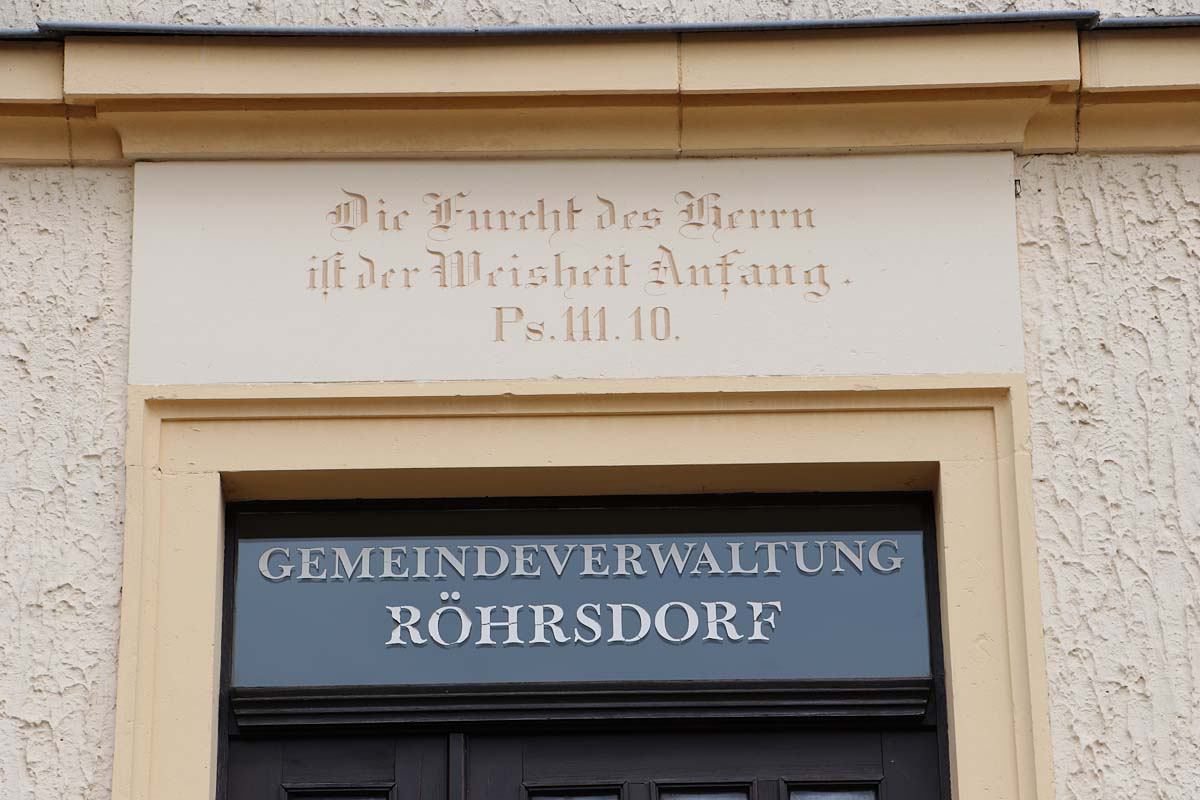 Die Furcht des Herrn
ist der Weisheit Anfang.
Ps. 111. 10.
GEMEINDEVERWALTUNG
RÖHRSDORF